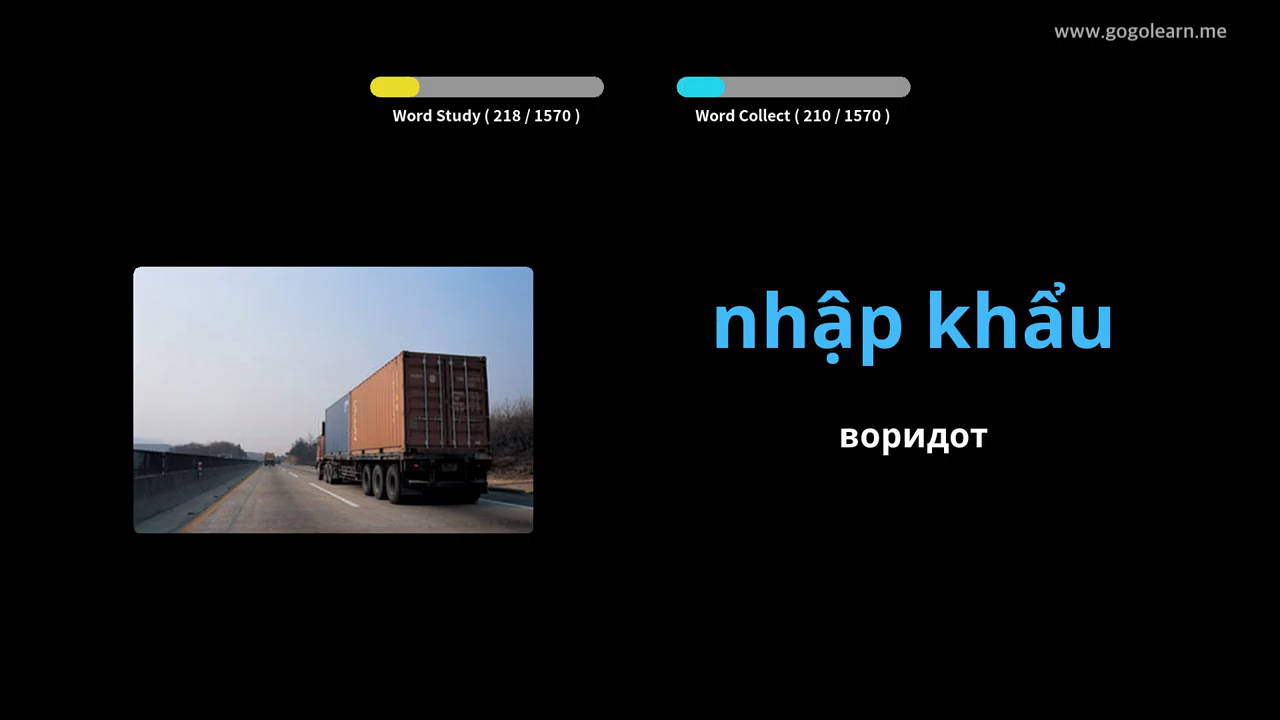 www.gogolearn.me
Word Study ( 218 / 1570 )
Word Collect ( 210 / 1570 )
nhập khẩu
воридот